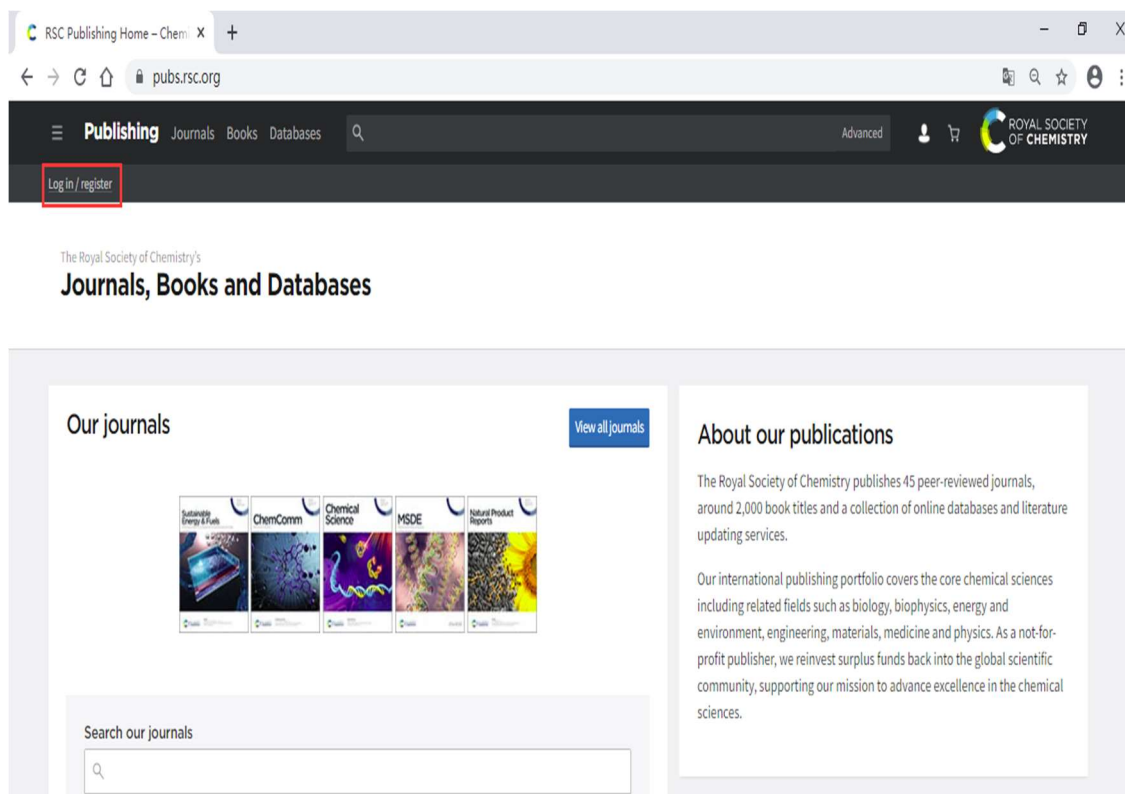 RSC Publishing Home – Chem
pubs.rsc.org
Publishing Journals Books Databases Advanced
ROYAL SOCIETY
OF CHEMISTRY
Log in / register
The Royal Society of Chemistry's
Journals, Books and Databases
Our journals
View all journals
Sustainable
Energy & Fuels
ChemComm
Chemical
Science
MSDE
Natural Product
Reports
About our publications
The Royal Society of Chemistry publishes 45 peer-reviewed journals,
around 2,000 book titles and a collection of online databases and literature
updating services.
Our international publishing portfolio covers the core chemical sciences
including related fields such as biology, biophysics, energy and
environment, engineering, materials, medicine and physics. As a not-for-
profit publisher, we reinvest surplus funds back into the global scientific
community, supporting our mission to advance excellence in the chemical
sciences.
Search our journals